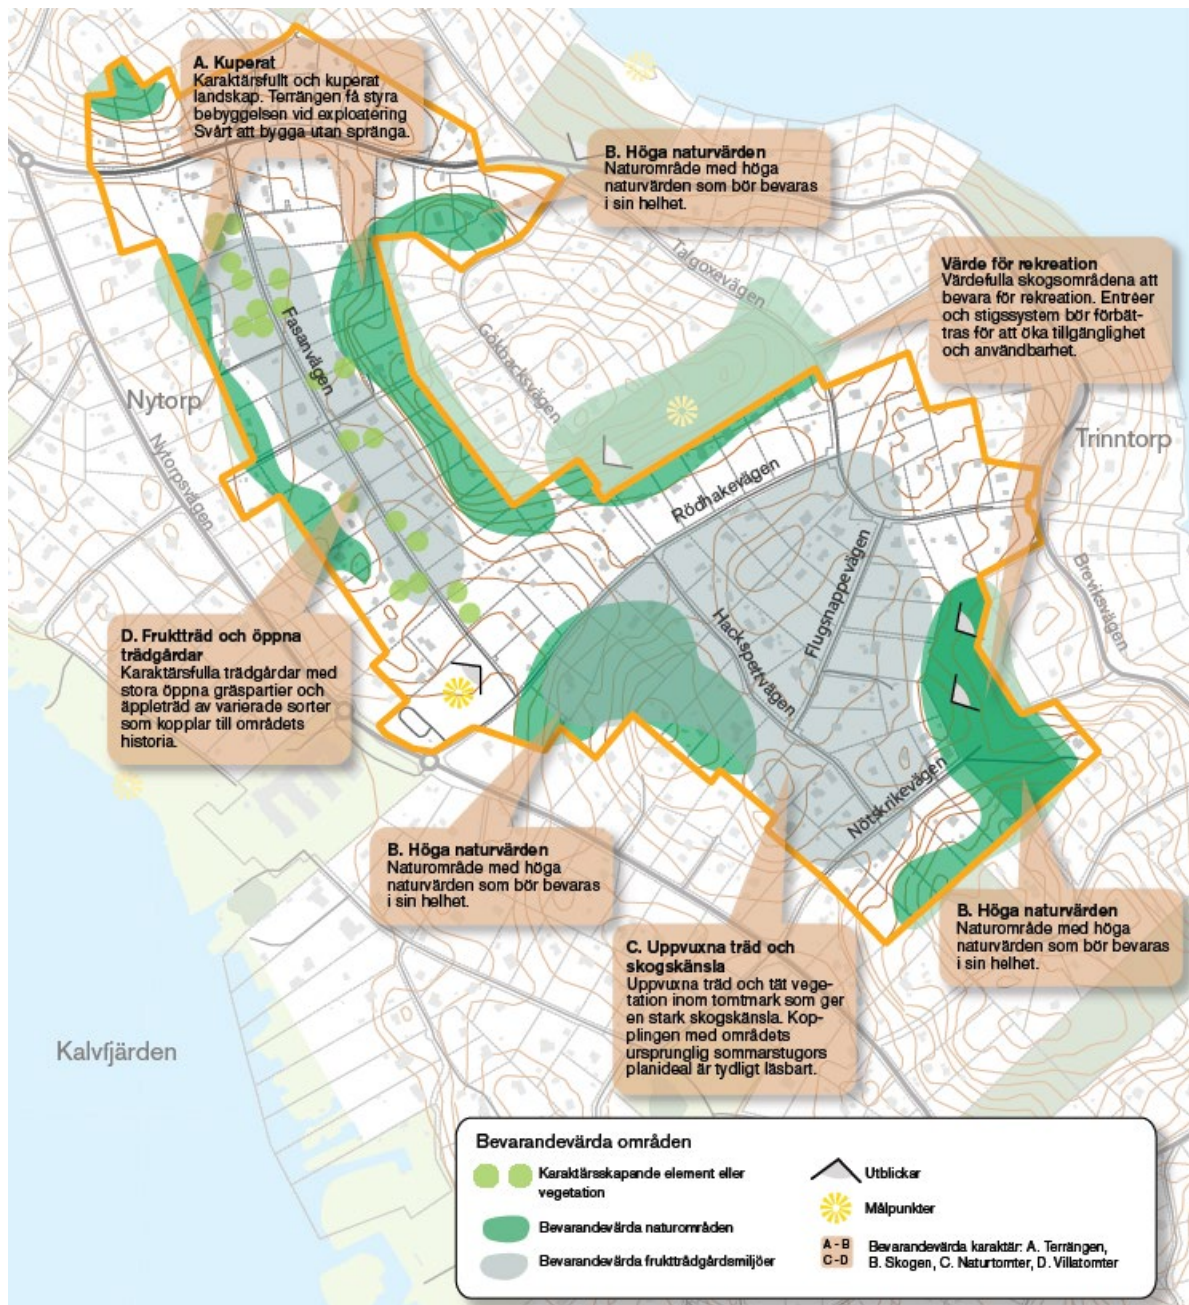 A. Kuperat
Karaktärsfullt och kuperat
landskap. Terrängen få styra
bebyggelsen vid exploatering
Svårt att bygga utan spränga.
B. Höga naturvärden
Naturområde med höga
naturvärden som bör bevaras
i sin helhet.
Talgoxevägen
Värde för rekreation
Värdefulla skogsområdena att
bevara för rekreation. Entréer
och stigssystem bör förbät-
tras för att öka tillgänglighet
och användbarhet.
Fasanvägen
Gökbacksvägen
Nytorp
Nytorpsvägen
Trinntorp
Rödhakevägen
Breviksvägen
Flugsnappevägen
Hackspettvägen
D. Fruktträd och öppna
trädgårdar
Karaktärsfulla trädgårdar med
stora öppna gräspartier och
äppleträd av varierade sorter
som kopplar till områdets
historia.
Nötskrikevägen
B. Höga naturvärden
Naturområde med höga
naturvärden som bör bevaras
i sin helhet.
B. Höga naturvärden
Naturområde med höga
naturvärden som bör bevaras
i sin helhet.
C. Uppvuxna träd och
skogskänsla
Uppvuxna träd och tät vege-
tation inom tomtmark som ger
en stark skogskänsla. Kop-
plingen med områdets
ursprunglig sommarstugors
planideal är tydligt läsbart.
Kalvfjärden
Bevarandevärda områden
Karaktärsskapande element eller
vegetation
Bevarandevärda naturområden
Bevarandevärda fruktträdgårdsmiljöer
Utblickar
Målpunkter
A - B
C - D
Bevarandevärda karaktär: A. Terrängen,
B. Skogen, C. Naturtomter, D. Villatomter